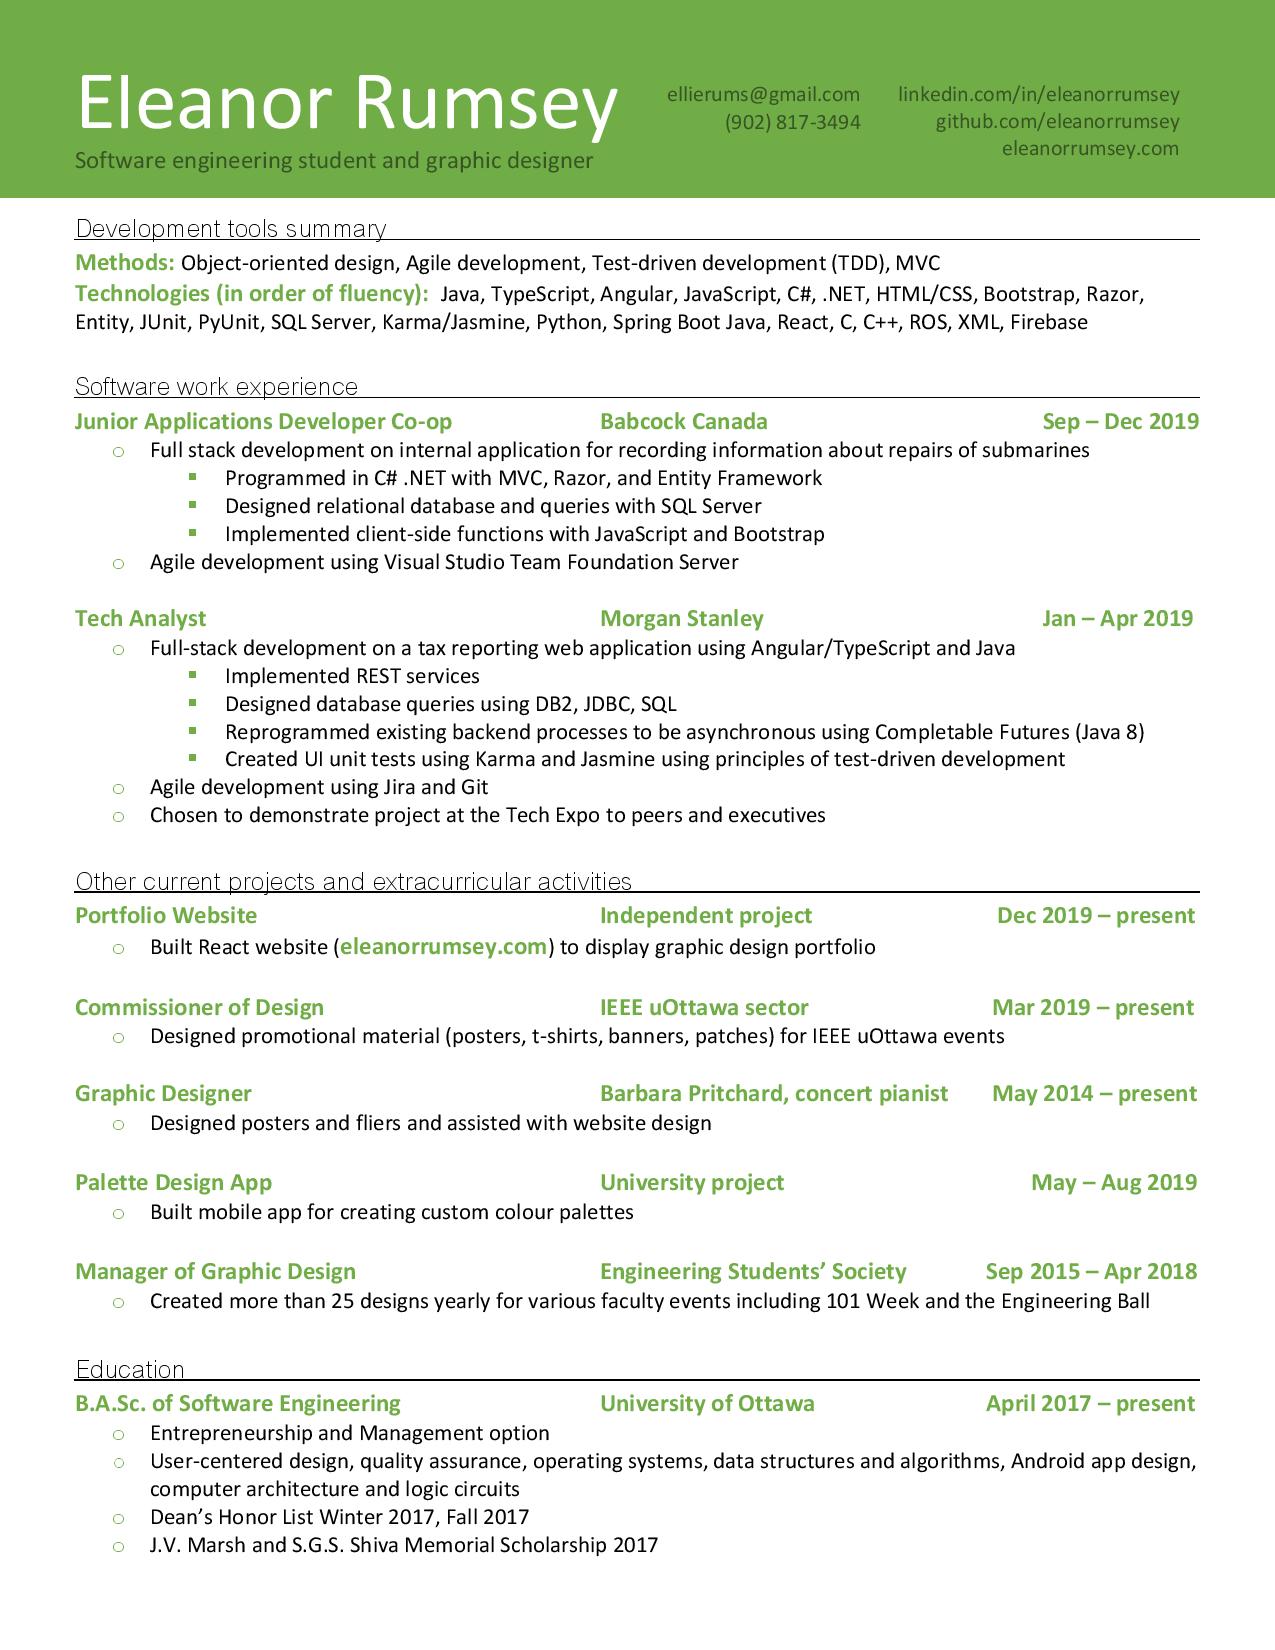 Eleanor Rumsey
Software engineering student and graphic designer
ellierums@gmail.com
(902) 817-3494
linkedin.com/in/eleanorrumsey
github.com/eleanorrumsey
eleanorrumsey.com
Development tools summary
Methods: Object-oriented design, Agile development, Test-driven development (TDD), MVC
Technologies (in order of fluency): Java, TypeScript, Angular, JavaScript, C#, .NET, HTML/CSS, Bootstrap, Razor,
Entity, JUnit, PyUnit, SQL Server, Karma/Jasmine, Python, Spring Boot Java, React, C, C++, ROS, XML, Firebase
Software work experience
Junior Applications Developer Co-op Babcock Canada Sep – Dec 2019
o Full stack development on internal application for recording information about repairs of submarines
▪ Programmed in C# .NET with MVC, Razor, and Entity Framework
▪ Designed relational database and queries with SQL Server
▪ Implemented client-side functions with JavaScript and Bootstrap
o Agile development using Visual Studio Team Foundation Server
Tech Analyst Morgan Stanley Jan – Apr 2019
o Full-stack development on a tax reporting web application using Angular/TypeScript and Java
▪ Implemented REST services
▪ Designed database queries using DB2, JDBC, SQL
▪ Reprogrammed existing backend processes to be asynchronous using Completable Futures (Java 8)
▪ Created UI unit tests using Karma and Jasmine using principles of test-driven development
o Agile development using Jira and Git
o Chosen to demonstrate project at the Tech Expo to peers and executives
Other current projects and extracurricular activities
Portfolio Website Independent project Dec 2019 – present
o Built React website (eleanorrumsey.com) to display graphic design portfolio
Commissioner of Design IEEE uOttawa sector Mar 2019 – present
o Designed promotional material (posters, t-shirts, banners, patches) for IEEE uOttawa events
Graphic Designer Barbara Pritchard, concert pianist May 2014 – present
o Designed posters and fliers and assisted with website design
Palette Design App University project May – Aug 2019
o Built mobile app for creating custom colour palettes
Manager of Graphic Design Engineering Students’ Society Sep 2015 – Apr 2018
o Created more than 25 designs yearly for various faculty events including 101 Week and the Engineering Ball
Education
B.A.Sc. of Software Engineering University of Ottawa April 2017 – present
o Entrepreneurship and Management option
o User-centered design, quality assurance, operating systems, data structures and algorithms, Android app design,
computer architecture and logic circuits
o Dean’s Honor List Winter 2017, Fall 2017
o J.V. Marsh and S.G.S. Shiva Memorial Scholarship 2017